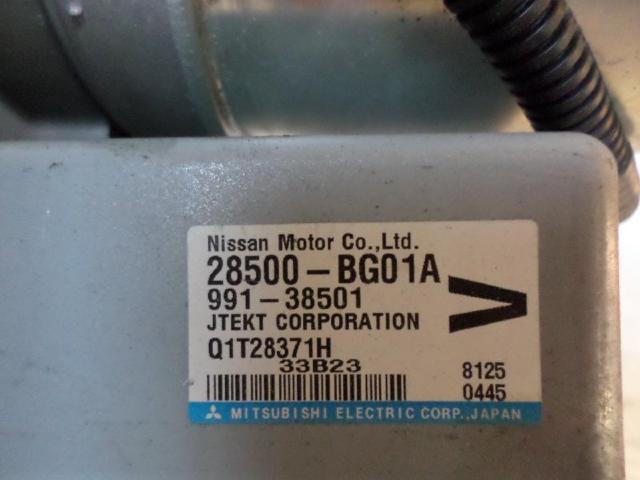 Nissan Motor Co.,Ltd.
28500-BG01A
991-38501
JTEKT CORPORATION
Q1T28371H
33B23
>
8125
0445
MITSUBISHI ELECTRIC CORP.,JAPAN